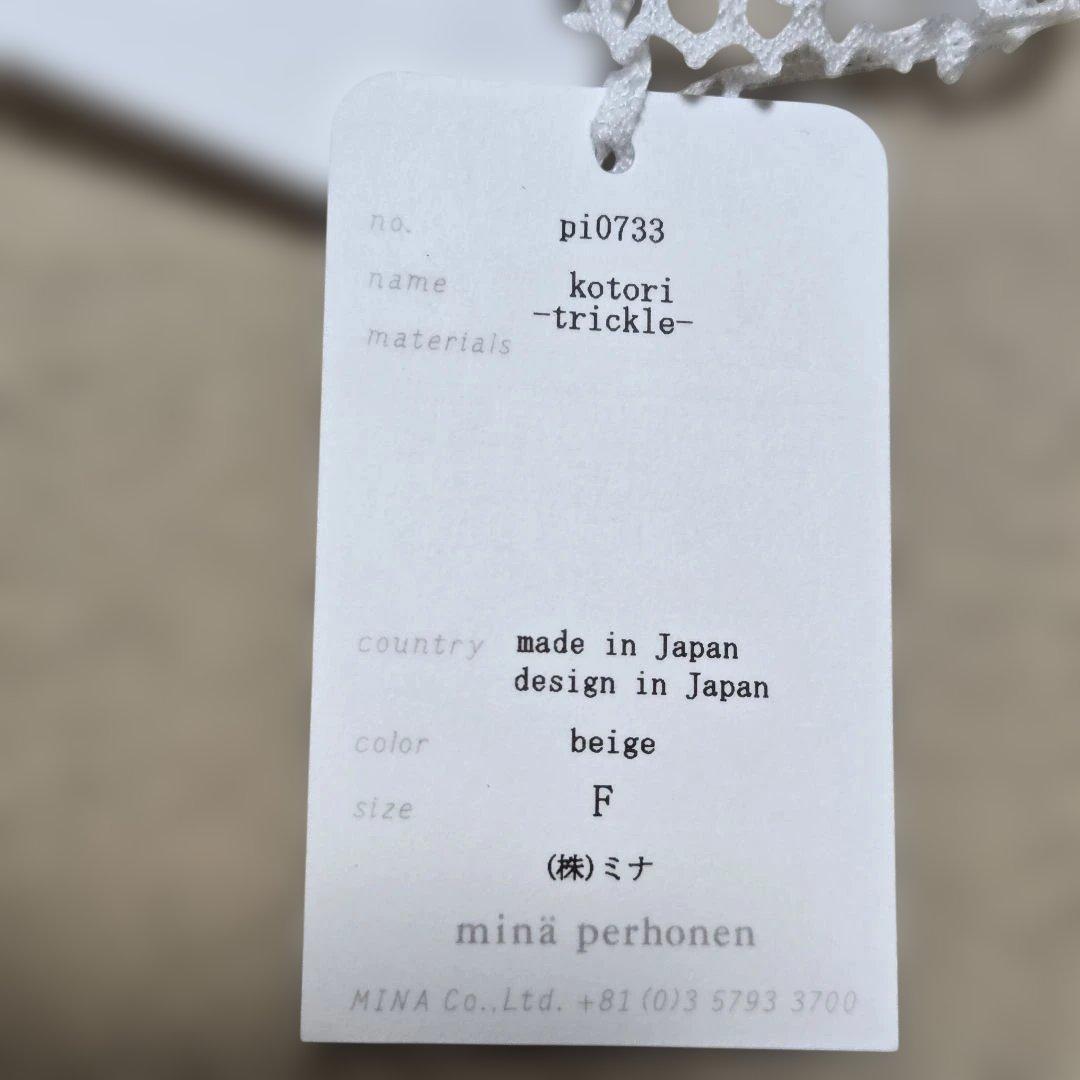 no. pi0733
name kotori
-trickle-
materials
country made in Japan
design in Japan
color beige
size F
(株)ミナ
minä perhonen
MINA Co.,Ltd. +81(0)3 5793 3700